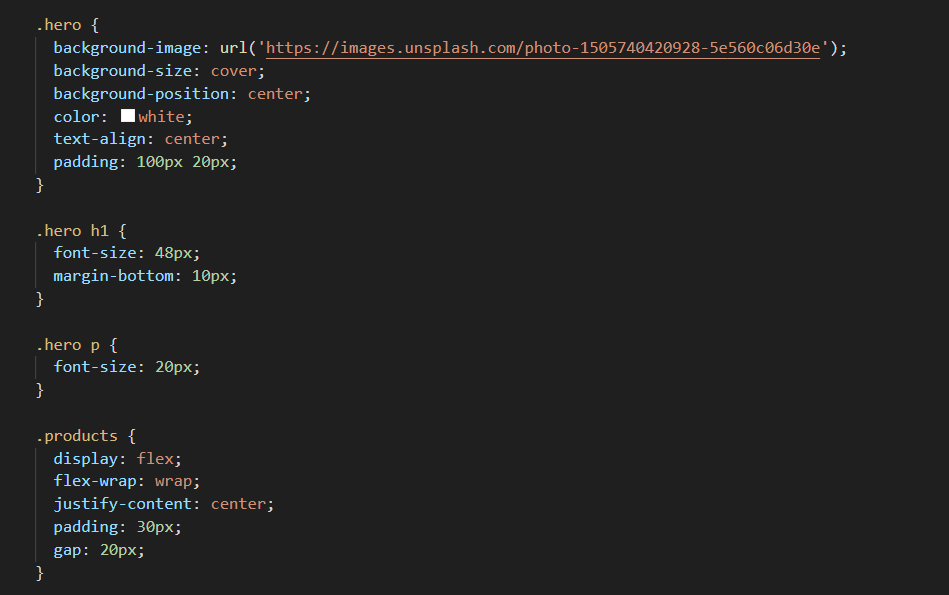 .hero {
  background-image: url('https://images.unsplash.com/photo-1505740420928-5e560c06d30e');
  background-size: cover;
  background-position: center;
  color: white;
  text-align: center;
  padding: 100px 20px;
}

.hero h1 {
  font-size: 48px;
  margin-bottom: 10px;
}

.hero p {
  font-size: 20px;
}

.products {
  display: flex;
  flex-wrap: wrap;
  justify-content: center;
  padding: 30px;
  gap: 20px;
}